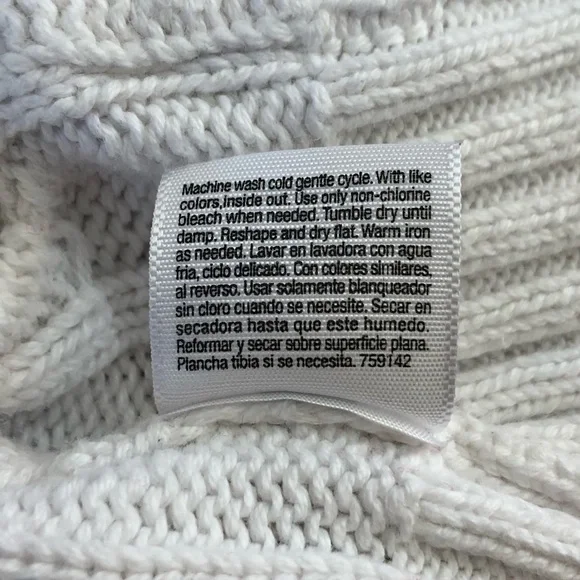 Machine wash cold gentle cycle. With like
colors,inside out. Use only non-chlorine
bleach when needed. Tumble dry until
damp. Reshape and dry flat. Warm iron
as needed. Lavar en lavadora con agua
fria, ciclo delicado. Con colores similares,
al reverso. Usar solamente blanqueador
sin cloro cuando se necesite. Secar en
secadora hasta que este humedo.
Reformar y secar sobre superficie plana.
Plancha tibia si se necesita. 759142